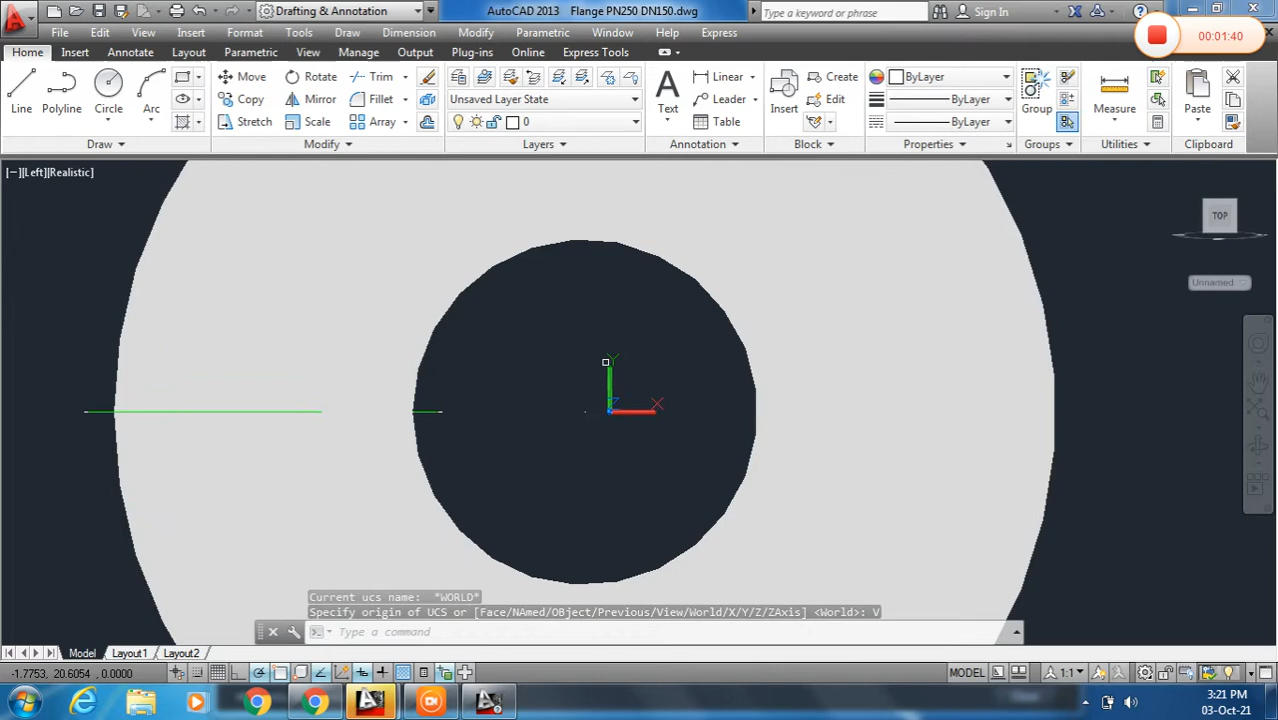 Drafting & Annotation
AutoCAD 2013 Flange PN250 DN150.dwg
Type a keyword or phrase
Sign In
File Edit View Insert Format Tools Draw Dimension Modify Parametric Window Help Express
00:01:40
Home Insert Annotation Layout Parametric View Manage Output Plug-ins Online Express Tools
Line Polyline Circle Arc
Move Rotate Trim
Copy Mirror Fillet
Stretch Scale Array
Unsaved Layer State
0
Text
Linear
Leader
Table
Insert
Create
Edit
ByLayer
ByLayer
ByLayer
Group
Measure
Paste
Draw Modify Layers Annotation Block Properties Groups Utilities Clipboard
[−][Left][Realistic]
TOP
Unnamed
Y
X
Z
Current ucs name: *WORLD*
Specify origin of UCS or [Face/NAmed/OBject/Previous/View/World/X/Y/Z/ZAxis] <World>: V
Type a command
Model Layout1 Layout2
-1.7753, 20.6054, 0.0000
MODEL
1:1
3:21 PM
03-Oct-21